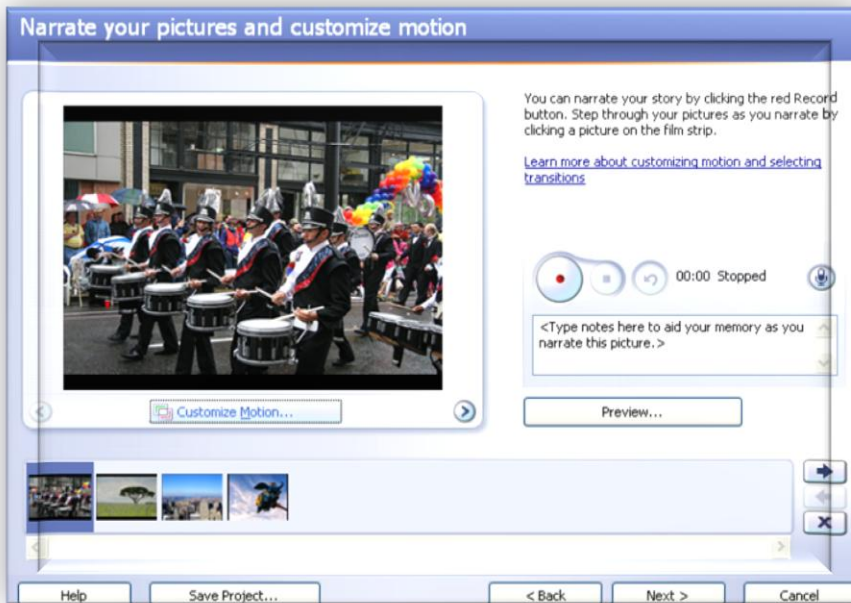 Narrate your pictures and customize motion
You can narrate your story by clicking the red Record
button. Step through your pictures as you narrate by
clicking a picture on the film strip.
Learn more about customizing motion and selecting
transitions
00:00 Stopped
<Type notes here to aid your memory as you
narrate this picture.>
Customize Motion...
Preview...
Help
Save Project...
< Back
Next >
Cancel